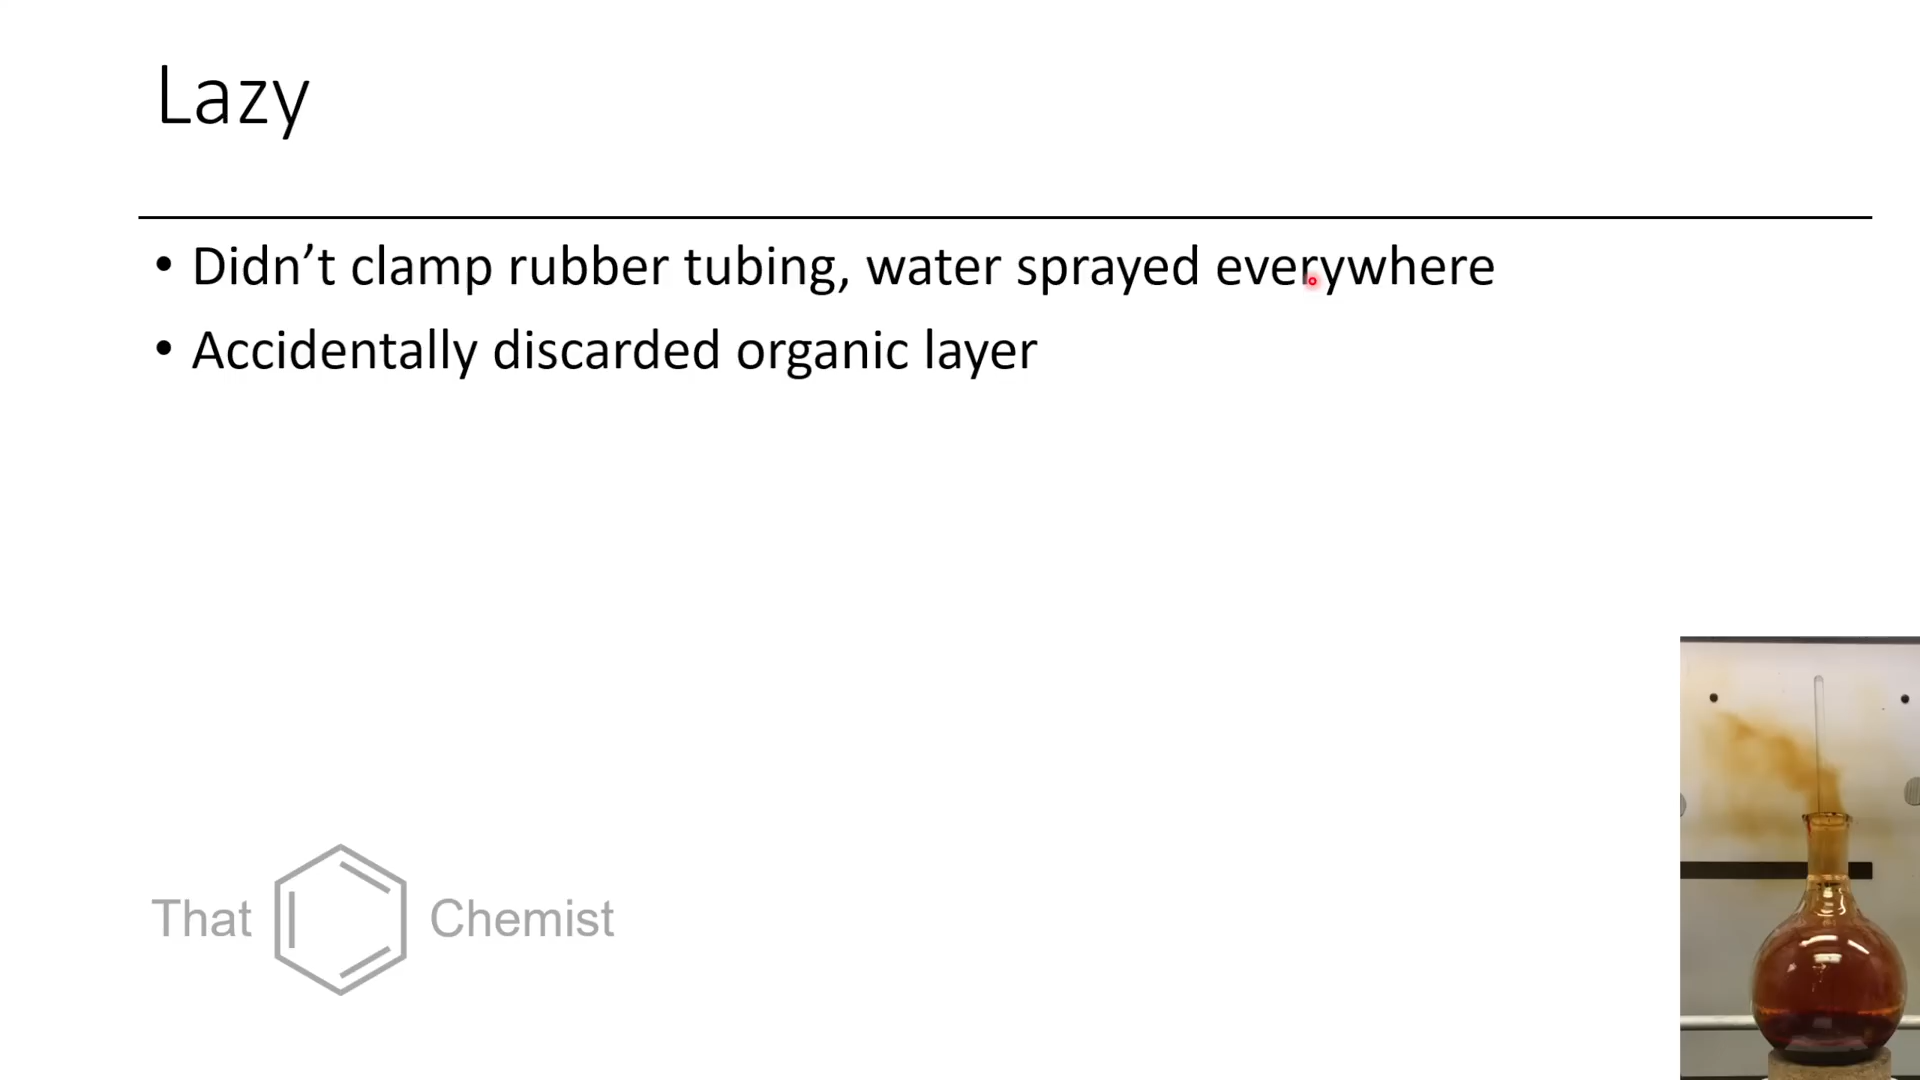 Lazy
• Didn’t clamp rubber tubing, water sprayed everywhere
• Accidentally discarded organic layer
That Chemist